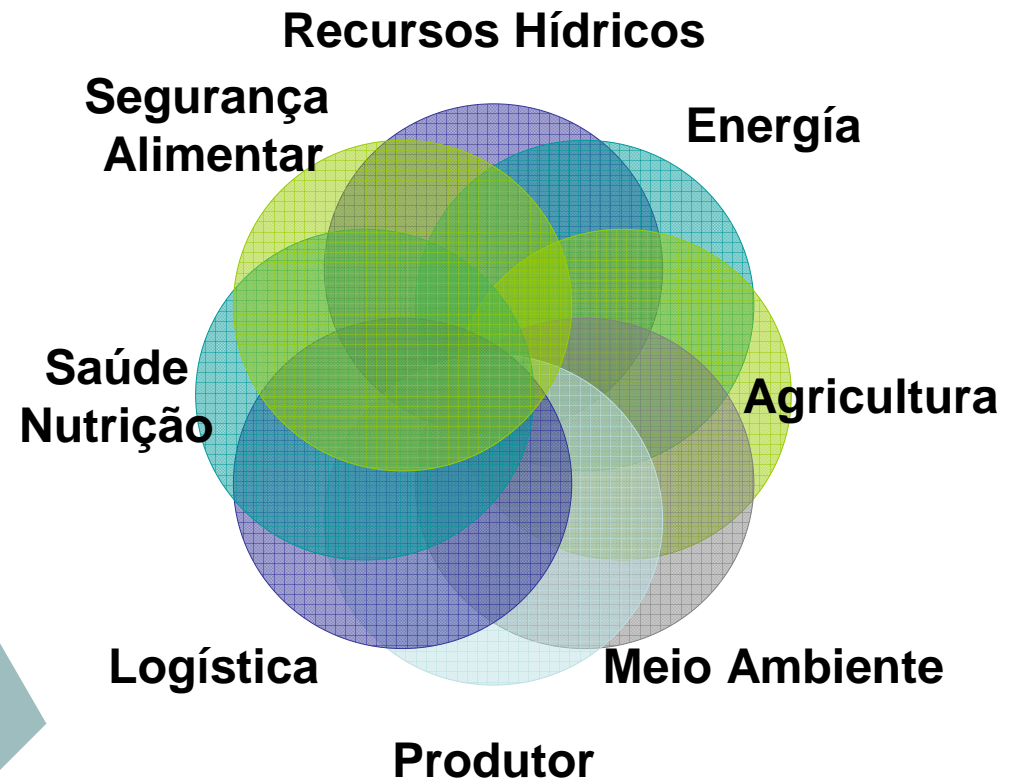 Recursos Hídricos
Segurança
Alimentar
Energía
Saúde
Nutrição
Agricultura
Logística
Meio Ambiente
Produtor